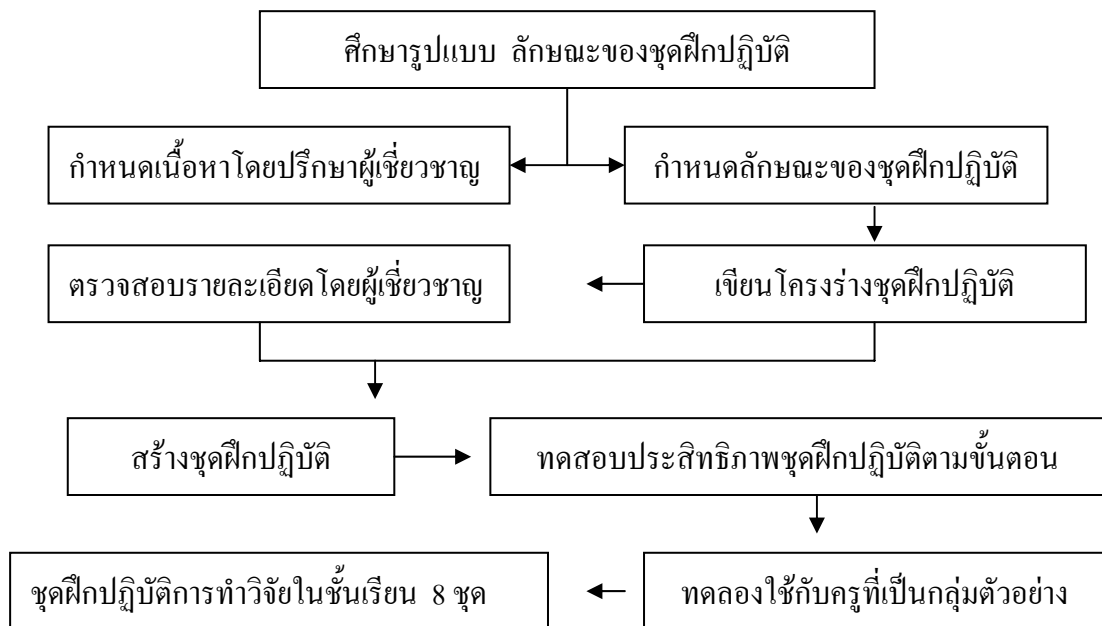 ศึกษารูปแบบ ลักษณะของชุดฝึกปฏิบัติ
กำหนดเนื้อหาโดยปรึกษาผู้เชี่ยวชาญ
กำหนดลักษณะของชุดฝึกปฏิบัติ
ตรวจสอบรายละเอียดโดยผู้เชี่ยวชาญ
เขียนโครงร่างชุดฝึกปฏิบัติ
สร้างชุดฝึกปฏิบัติ
ทดสอบประสิทธิภาพชุดฝึกปฏิบัติตามขั้นตอน
ชุดฝึกปฏิบัติการทำวิจัยในชั้นเรียน 8 ชุด
ทดลองใช้กับครูที่เป็นกลุ่มตัวอย่าง